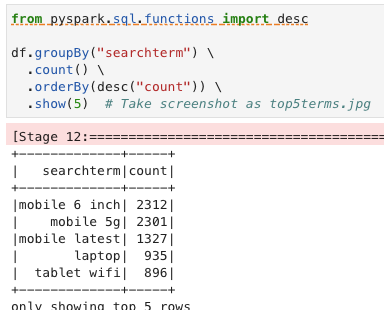 from pyspark.sql.functions import desc
df.groupBy("searchterm") \
  .count() \
  .orderBy(desc("count")) \
  .show(5)  # Take screenshot as top5terms.jpg
[Stage 12:=====================================
+-------------+-----+
|   searchterm|count|
+-------------+-----+
|mobile 6 inch| 2312|
|    mobile 5g| 2301|
|mobile latest| 1327|
|       laptop|  935|
|  tablet wifi|  896|
+-------------+-----+
only showing top 5 rows